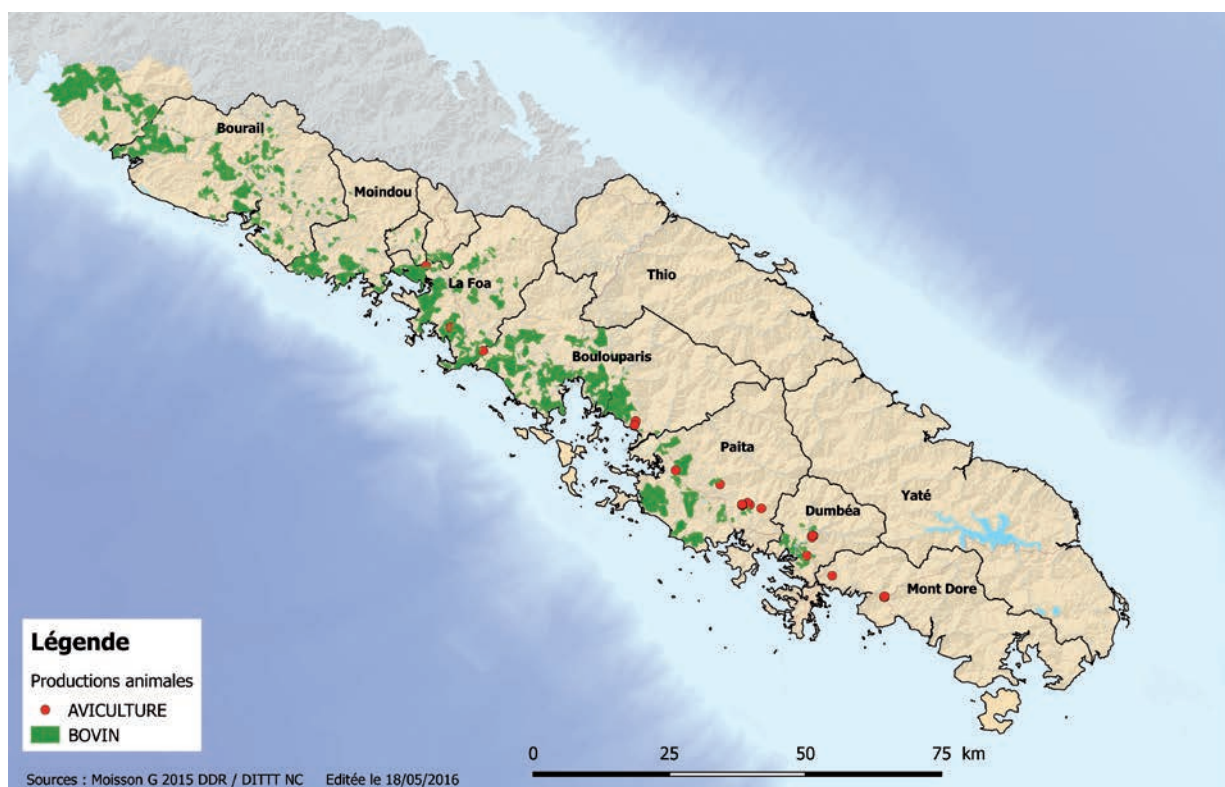 Bourail
Moindou
Thio
La Foa
Boulouparis
Paita
Yaté
Dumbéa
Mont Dore
Légende
Productions animales
AVICULTURE
BOVIN
0 25 50 75 km
Sources : Moisson G 2015 DDR / DITTT NC Editée le 18/05/2016